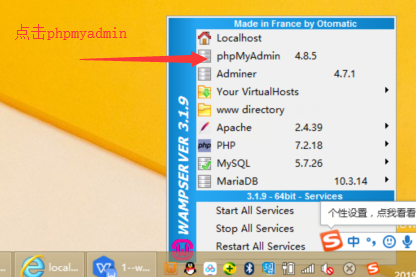 点击phpmyadmin
Made in France by Otomatic
Localhost
phpMyAdmin 4.8.5
Adminer 4.7.1
Your VirtualHosts
www directory
Apache 2.4.39
PHP 7.2.18
MySQL 5.7.26
MariaDB 10.3.14
WAMPSERVER 3.1.9
3.1.9 - 64bit - Services
Start All Services
Stop All Services
Restart All Services
个性设置，点我看看
中
local...
1--w...